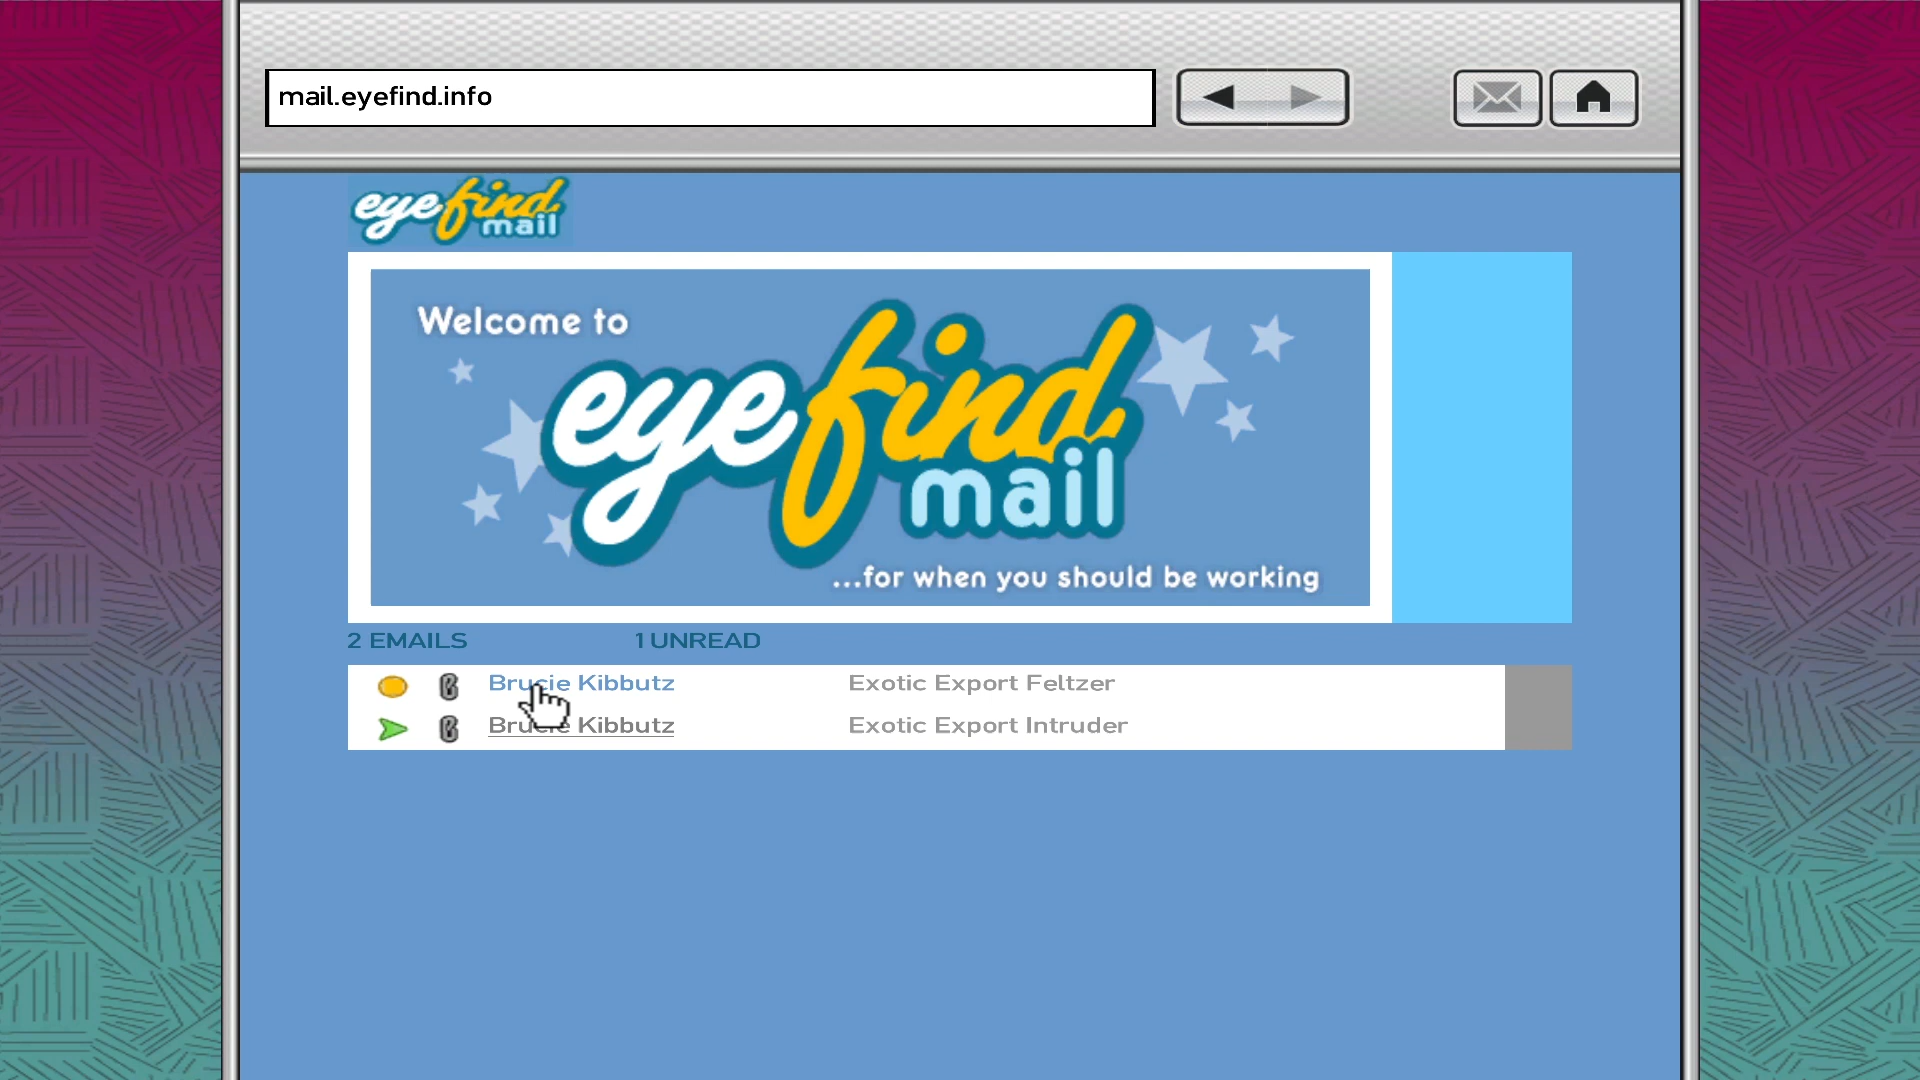 mail.eyefind.info
eyefind
mail
Welcome to
eyefind
mail
...for when you should be working
2 EMAILS 1 UNREAD
Brucie Kibbutz Exotic Export Feltzer
Brucie Kibbutz Exotic Export Intruder